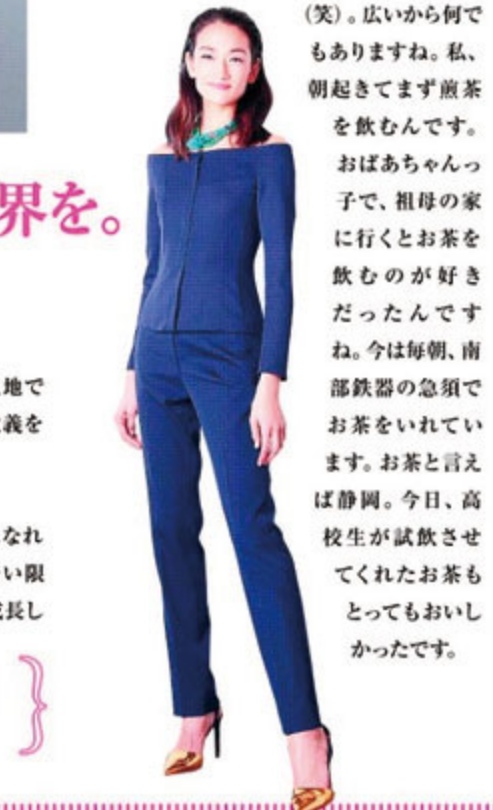 (笑)。広いから何で
もありますね。私、
朝起きてまず煎茶
を飲むんです。
おばあちゃんっ
子で、祖母の家
に行くとお茶を
飲むのが好き
だったんです
ね。今は毎朝、南
部鉄器の急須で
お茶をいれてい
ます。お茶と言え
ば静岡。今日、高
校生が試飲させ
てくれたお茶も
とってもおいし
かったです。
界を。
地で
義を
なれ
い限
長し